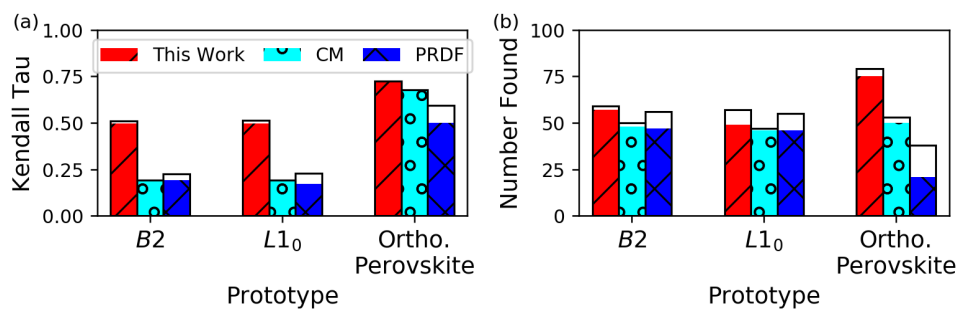 (a)
1.00
0.75
0.50
0.25
0.00
Kendall Tau
This Work CM PRDF
B2 L1₀ Ortho.
Perovskite
Prototype
(b)
100
75
50
25
0
Number Found
B2 L1₀ Ortho.
Perovskite
Prototype